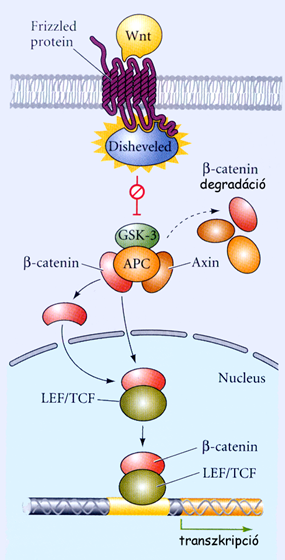 Frizzled
protein
Wnt
Disheveled
β-catenin
degradáció
GSK-3
β-catenin
APC
Axin
Nucleus
LEF/TCF
β-catenin
LEF/TCF
transzkripció